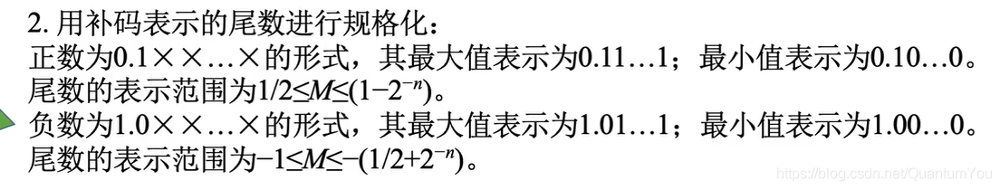 2. 用补码表示的尾数进行规格化：
正数为0.1××…×的形式，其最大值表示为0.11…1；最小值表示为0.10…0。
尾数的表示范围为1/2≤M≤(1−2⁻ⁿ)。
负数为1.0××…×的形式，其最大值表示为1.01…1；最小值表示为1.00…0。
尾数的表示范围为−1≤M≤−(1/2+2⁻ⁿ)。
https://blog.csdn.net/QuantumYou